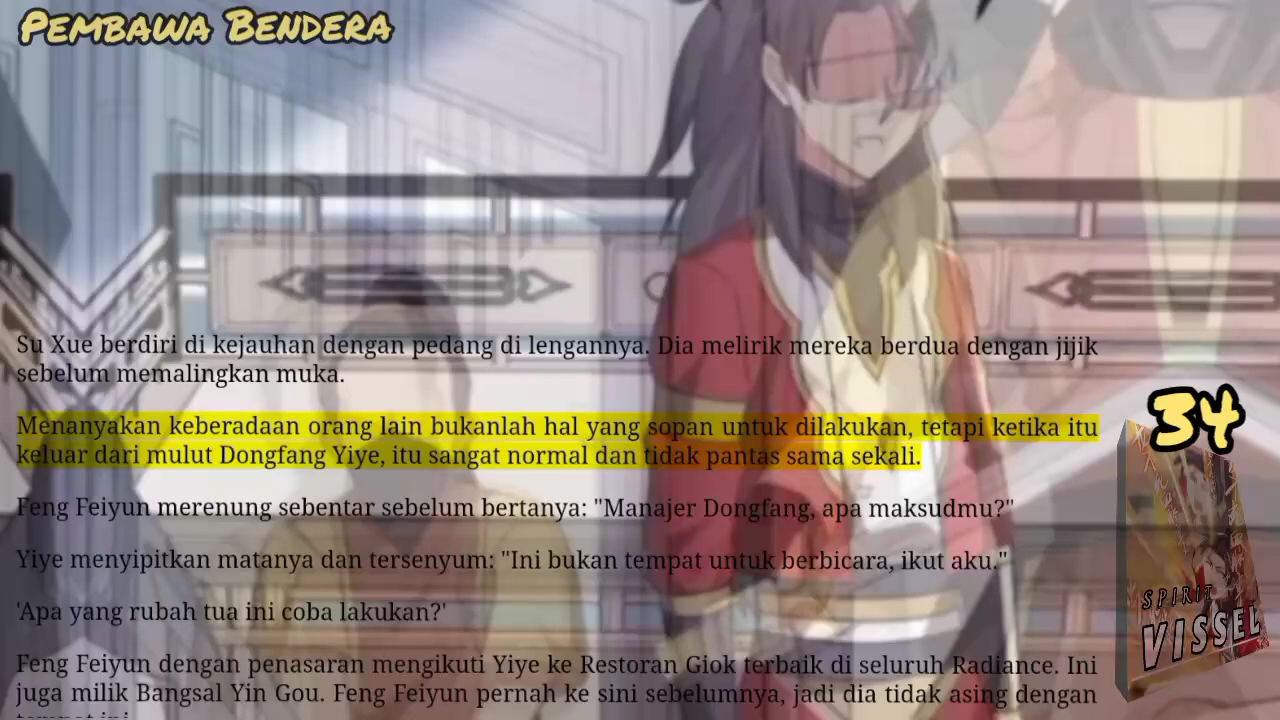 PEMBAWA BENDERA
Su Xue berdiri di kejauhan dengan pedang di lengannya. Dia melirik mereka berdua dengan jijik
sebelum memalingkan muka.
Menanyakan keberadaan orang lain bukanlah hal yang sopan untuk dilakukan, tetapi ketika itu
keluar dari mulut Dongfang Yiye, itu sangat normal dan tidak pantas sama sekali.
Feng Feiyun merenung sebentar sebelum bertanya: "Manajer Dongfang, apa maksudmu?"
Yiye menyipitkan matanya dan tersenyum: "Ini bukan tempat untuk berbicara, ikut aku."
'Apa yang rubah tua ini coba lakukan?'
Feng Feiyun dengan penasaran mengikuti Yiye ke Restoran Giok terbaik di seluruh Radiance. Ini
juga milik Bangsal Yin Gou. Feng Feiyun pernah ke sini sebelumnya, jadi dia tidak asing dengan
34
SPIRIT
VISSEL